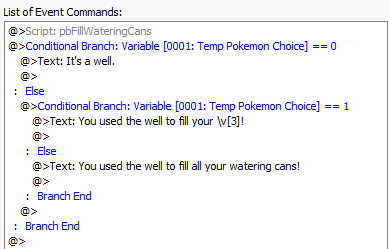 List of Event Commands:
@>Script: pbFillWateringCans
@>Conditional Branch: Variable [0001: Temp Pokemon Choice] == 0
@>Text: It's a well.
@>
: Else
@>Conditional Branch: Variable [0001: Temp Pokemon Choice] == 1
@>Text: You used the well to fill your \v[3]!
@>
: Else
@>Text: You used the well to fill all your watering cans!
@>
: Branch End
@>
: Branch End
@>